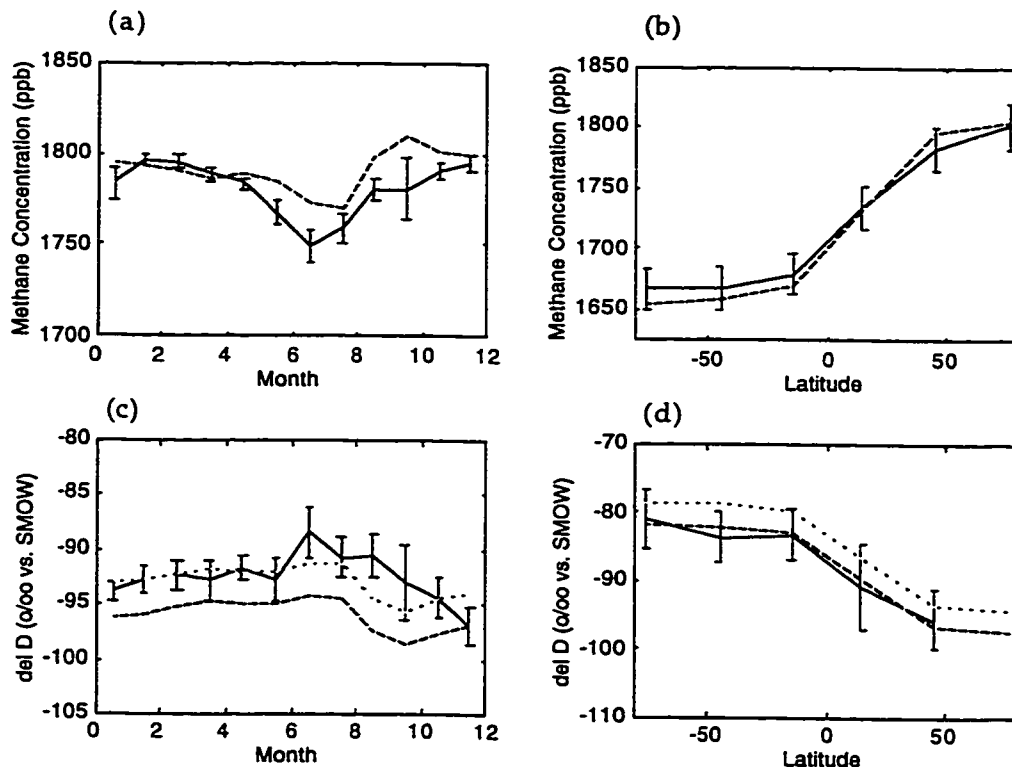 (a)
Methane Concentration (ppb)
1850
1800
1750
1700
0 2 4 6 8 10 12
Month
(b)
Methane Concentration (ppb)
1850
1800
1750
1700
1650
-50 0 50
Latitude
(c)
del D (o/oo vs. SMOW)
-80
-85
-90
-95
-100
-105
0 2 4 6 8 10 12
Month
(d)
del D (o/oo vs. SMOW)
-70
-80
-90
-100
-110
-50 0 50
Latitude